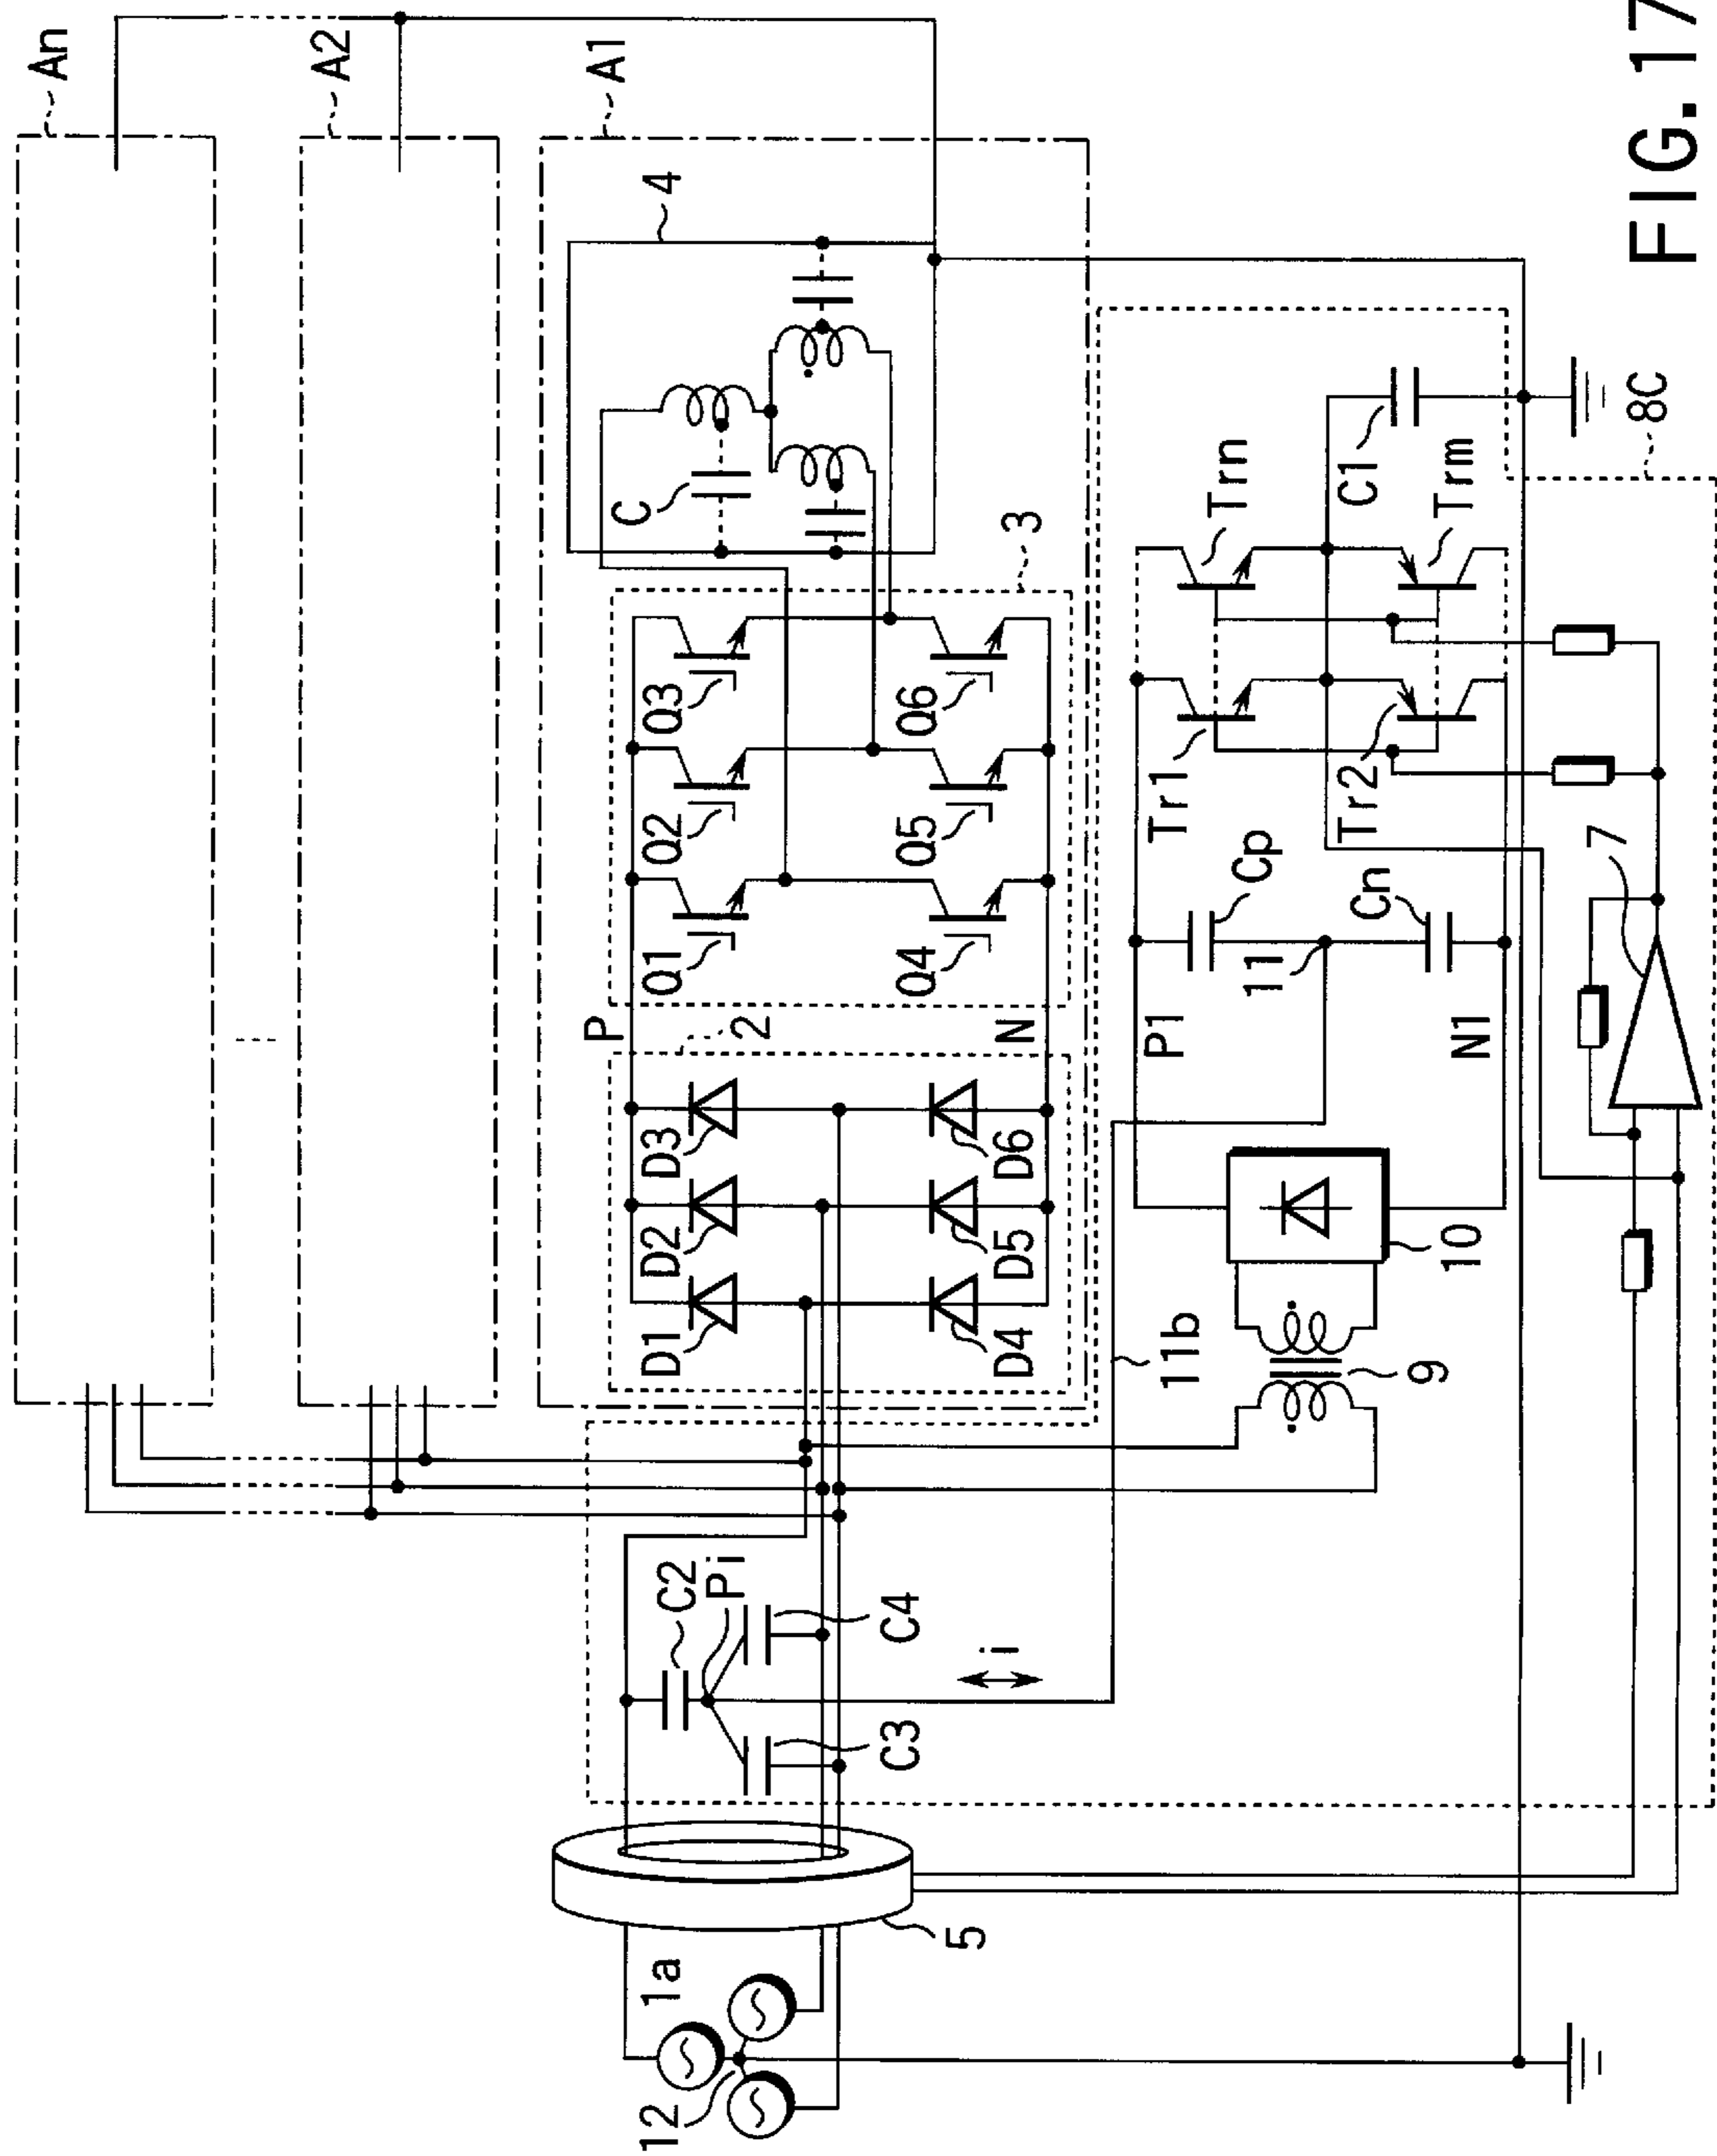 An
A2
A1
4
C
3
Q3
Q6
Q2
Q5
Q1
Q4
P
N
2
D3
D6
D2
D5
D1
D4
Trn
Trm
C1
8C
Tr1
Tr2
7
Cp
Cn
11
P1
N1
10
11b
9
C2
Pi
C4
C3
i
5
1a
12
FIG. 17